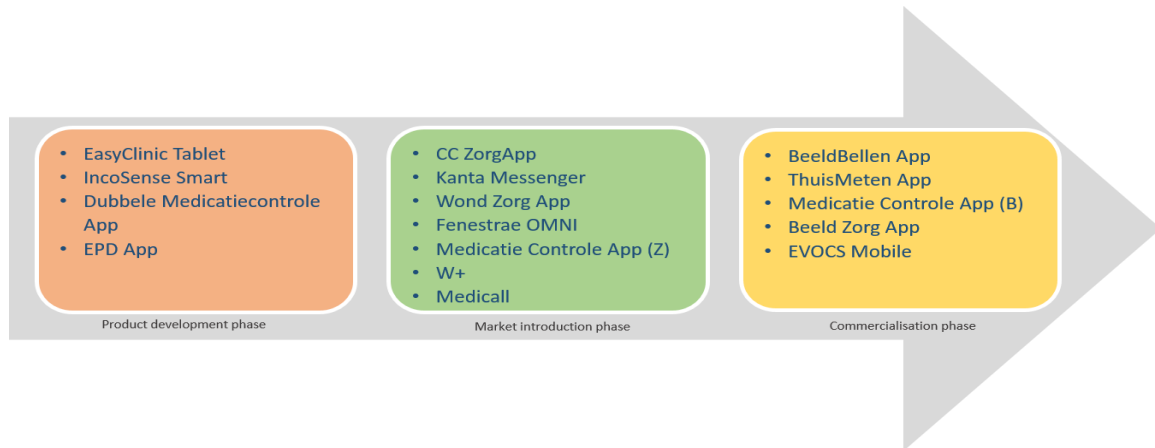 • EasyClinic Tablet
• IncoSense Smart
• Dubbele Medicatiecontrole
App
• EPD App
Product development phase
• CC ZorgApp
• Kanta Messenger
• Wond Zorg App
• Fenestrae OMNI
• Medicatie Controle App (Z)
• W+
• Medicall
Market introduction phase
• BeeldBellen App
• ThuisMeten App
• Medicatie Controle App (B)
• Beeld Zorg App
• EVOCS Mobile
Commercialisation phase